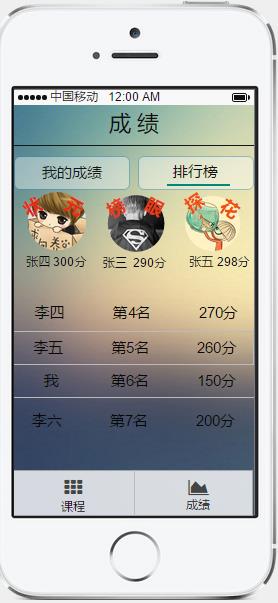 中国移动 12:00 AM
成绩
我的成绩 排行榜
状元 榜眼 探花
张四 300分 张三 290分 张五 298分
李四 第4名 270分
李五 第5名 260分
我 第6名 150分
李六 第7名 200分
课程 成绩